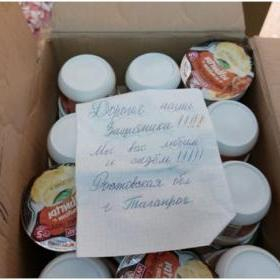 Дорогие наши
Защитники!!!!!
Мы вас любим
и ждём!!!!!
Ростовская обл
г Таганрог